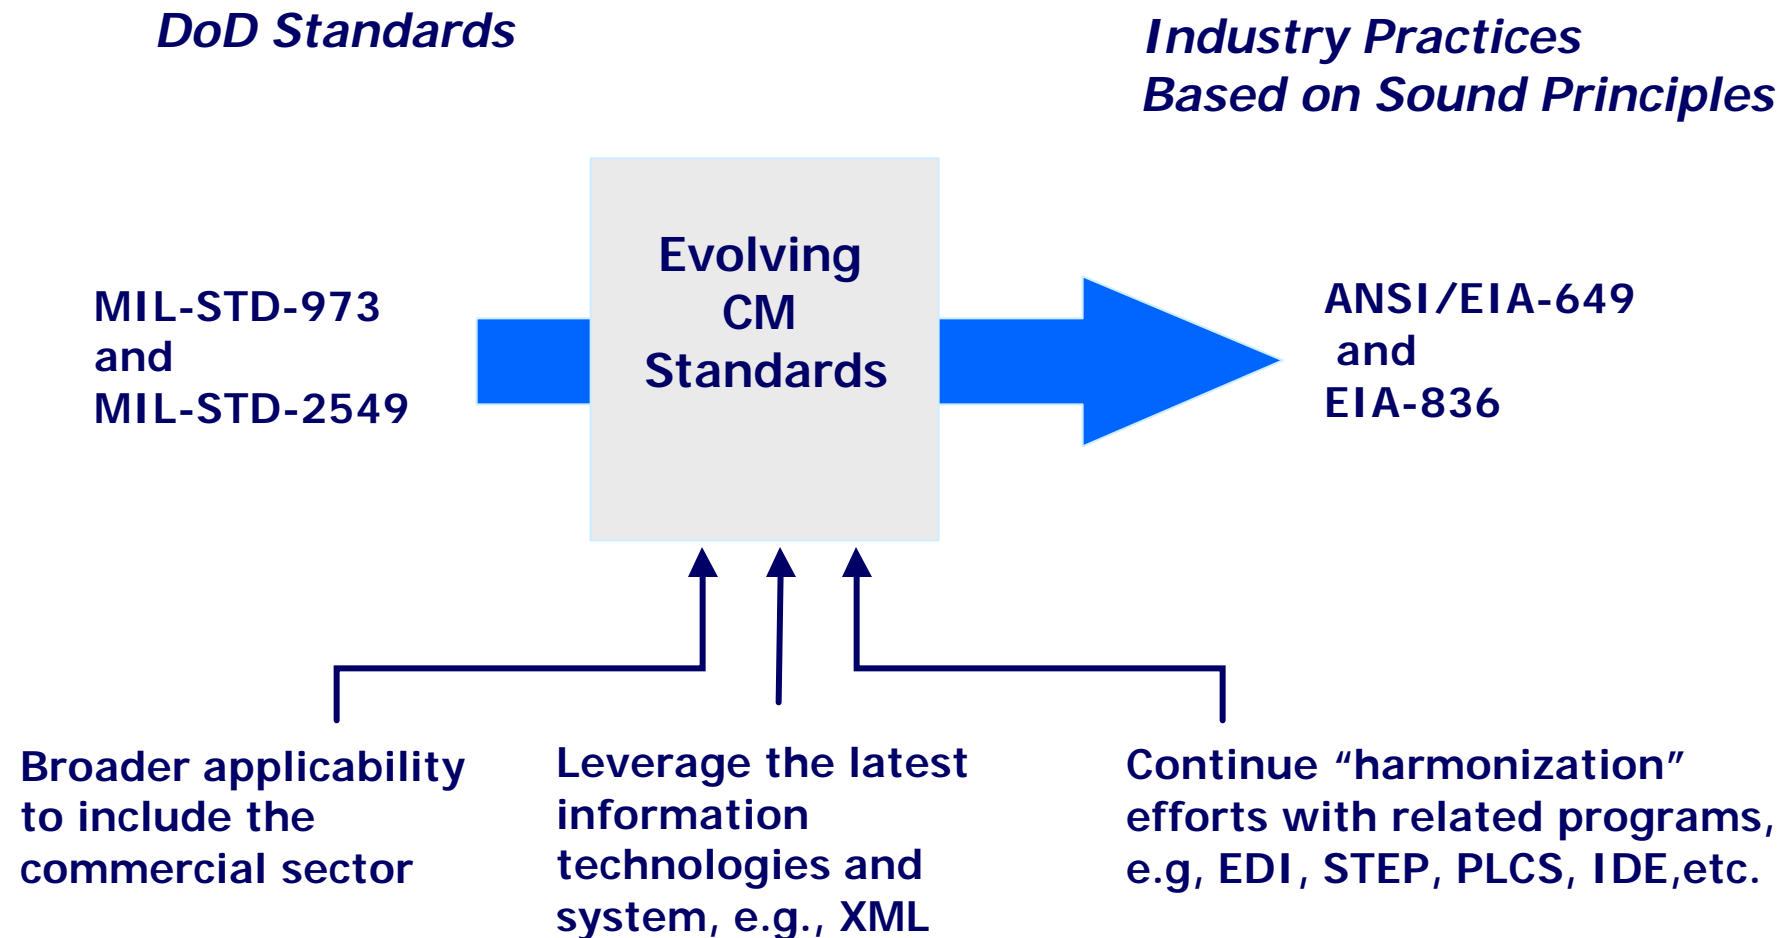 DoD Standards
Industry Practices
Based on Sound Principles
MIL-STD-973
and
MIL-STD-2549
Evolving
CM
Standards
ANSI/EIA-649
and
EIA-836
Broader applicability
to include the
commercial sector
Leverage the latest
information
technologies and
system, e.g., XML
Continue “harmonization”
efforts with related programs,
e.g, EDI, STEP, PLCS, IDE,etc.